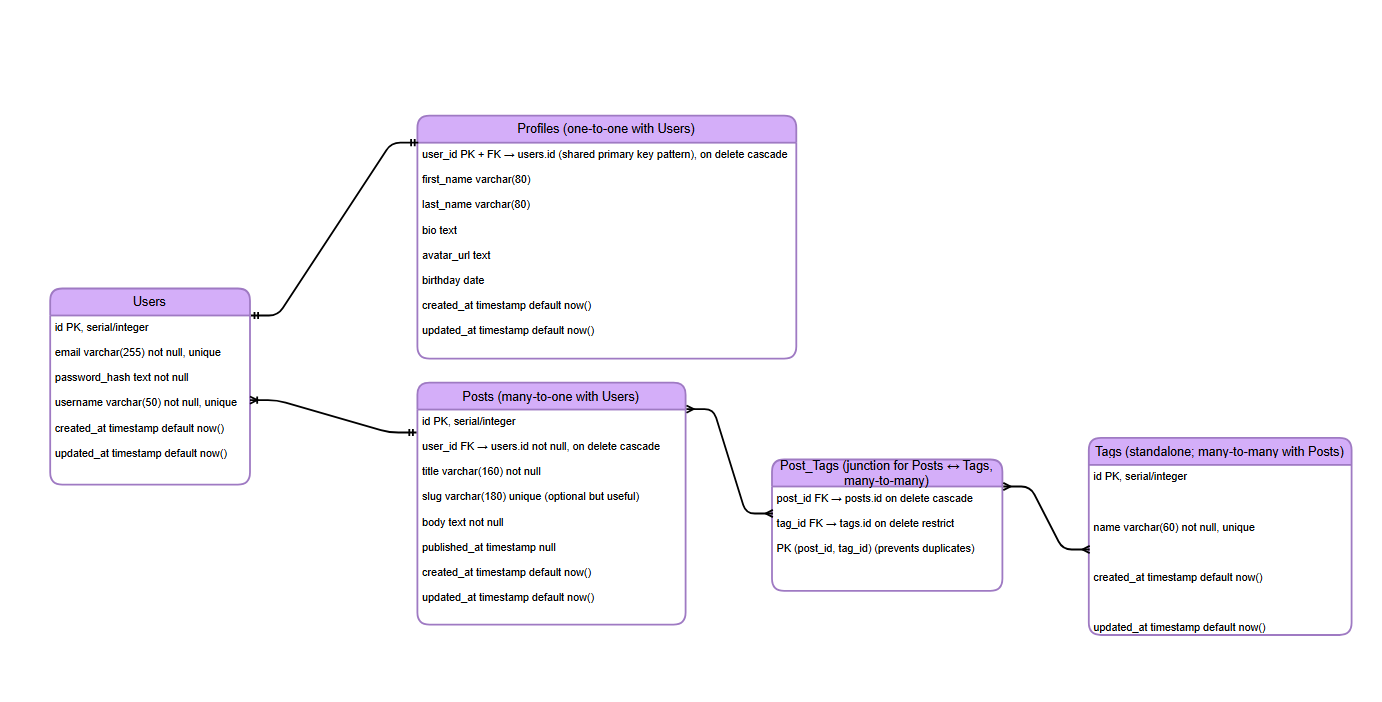 Profiles (one-to-one with Users)
user_id PK + FK → users.id (shared primary key pattern), on delete cascade
first_name varchar(80)
last_name varchar(80)
bio text
avatar_url text
birthday date
created_at timestamp default now()
updated_at timestamp default now()
Users
id PK, serial/integer
email varchar(255) not null, unique
password_hash text not null
username varchar(50) not null, unique
created_at timestamp default now()
updated_at timestamp default now()
Posts (many-to-one with Users)
id PK, serial/integer
user_id FK → users.id not null, on delete cascade
title varchar(160) not null
slug varchar(180) unique (optional but useful)
body text not null
published_at timestamp null
created_at timestamp default now()
updated_at timestamp default now()
Post_Tags (junction for Posts ↔ Tags,
many-to-many)
post_id FK → posts.id on delete cascade
tag_id FK → tags.id on delete restrict
PK (post_id, tag_id) (prevents duplicates)
Tags (standalone; many-to-many with Posts)
id PK, serial/integer
name varchar(60) not null, unique
created_at timestamp default now()
updated_at timestamp default now()